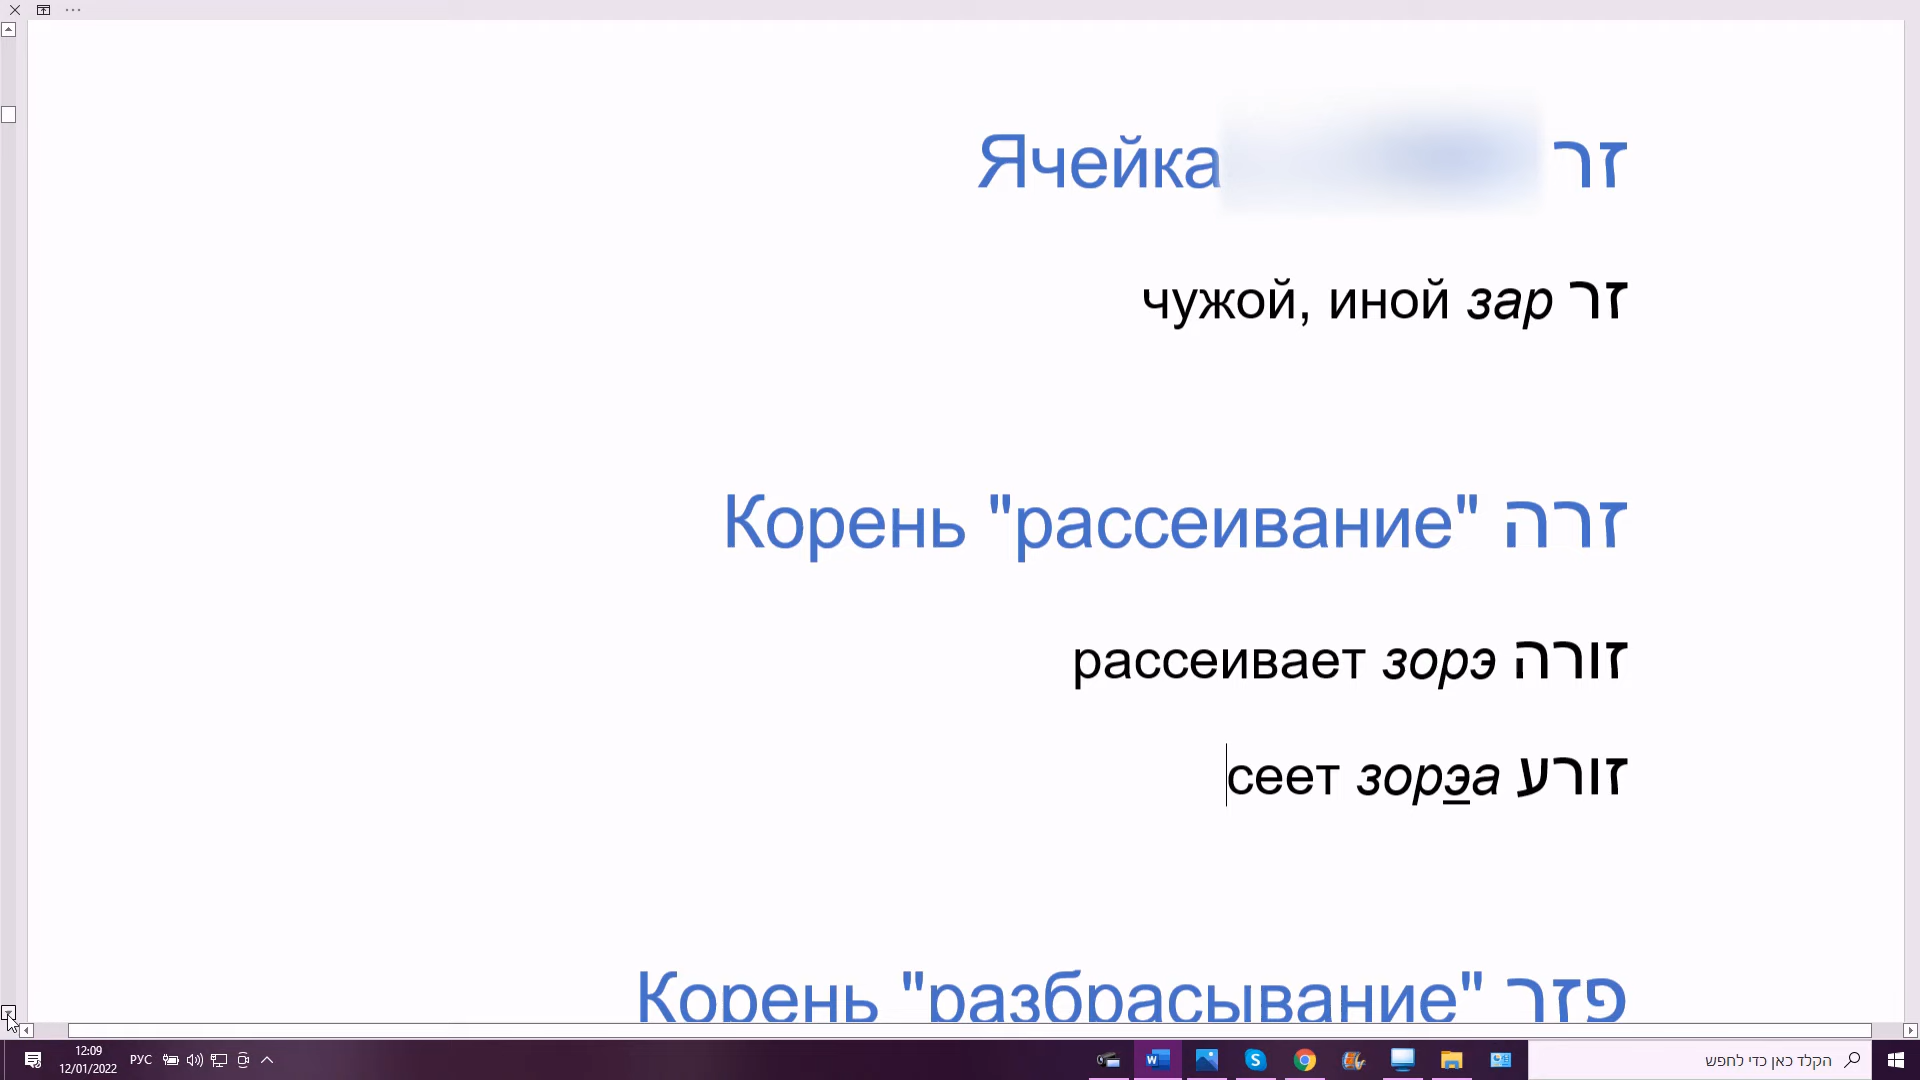 זר Ячейка
זר зар чужой, иной
זרה Корень "рассеивание"
זורה зорэ рассеивает
זורע зорэа сеет
פזר Корень "разбрасывание"
12:09
12/01/2022
РУС
הקלד כאן כדי לחפש